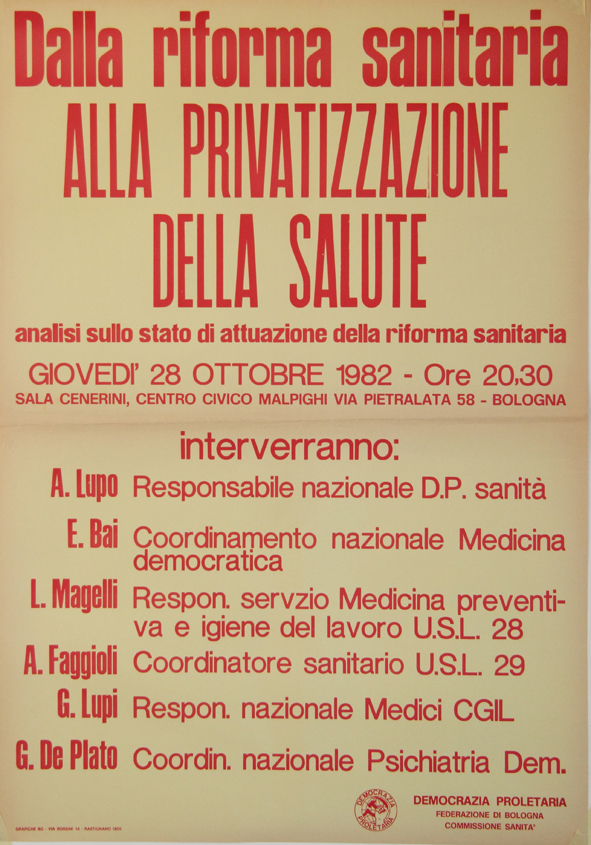 Dalla riforma sanitaria
ALLA PRIVATIZZAZIONE
DELLA SALUTE
analisi sullo stato di attuazione della riforma sanitaria
GIOVEDI' 28 OTTOBRE 1982 - Ore 20,30
SALA CENERINI, CENTRO CIVICO MALPIGHI VIA PIETRALATA 58 - BOLOGNA
interverranno:
A. Lupo Responsabile nazionale D.P. sanità
E. Bai Coordinamento nazionale Medicina
democratica
L. Magelli Respon. servzio Medicina preventi-
va e igiene del lavoro U.S.L. 28
A. Faggioli Coordinatore sanitario U.S.L. 29
G. Lupi Respon. nazionale Medici CGIL
G. De Plato Coordin. nazionale Psichiatria Dem.
DEMOCRAZIA
PROLETARIA
DEMOCRAZIA PROLETARIA
FEDERAZIONE DI BOLOGNA
COMMISSIONE SANITA'
GRAFICHE BG - VIA